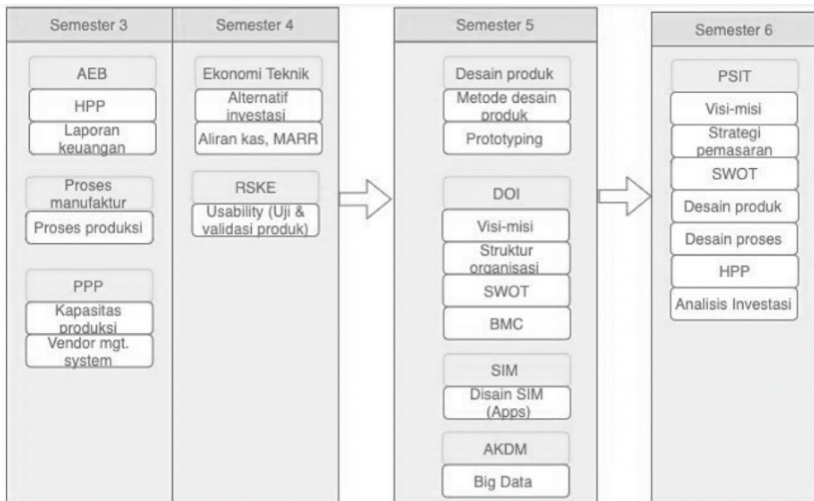 Semester 3
AEB
HPP
Laporan
keuangan
Proses
manufaktur
Proses produksi
PPP
Kapasitas
produksi
Vendor mgt.
system
Semester 4
Ekonomi Teknik
Alternatif
investasi
Aliran kas, MARR
RSKE
Usability (Uji &
validasi produk)
Semester 5
Desain produk
Metode desain
produk
Prototyping
DOI
Visi-misi
Struktur
organisasi
SWOT
BMC
SIM
Disain SIM
(Apps)
AKDM
Big Data
Semester 6
PSIT
Visi-misi
Strategi
pemasaran
SWOT
Desain produk
Desain proses
HPP
Analisis Investasi